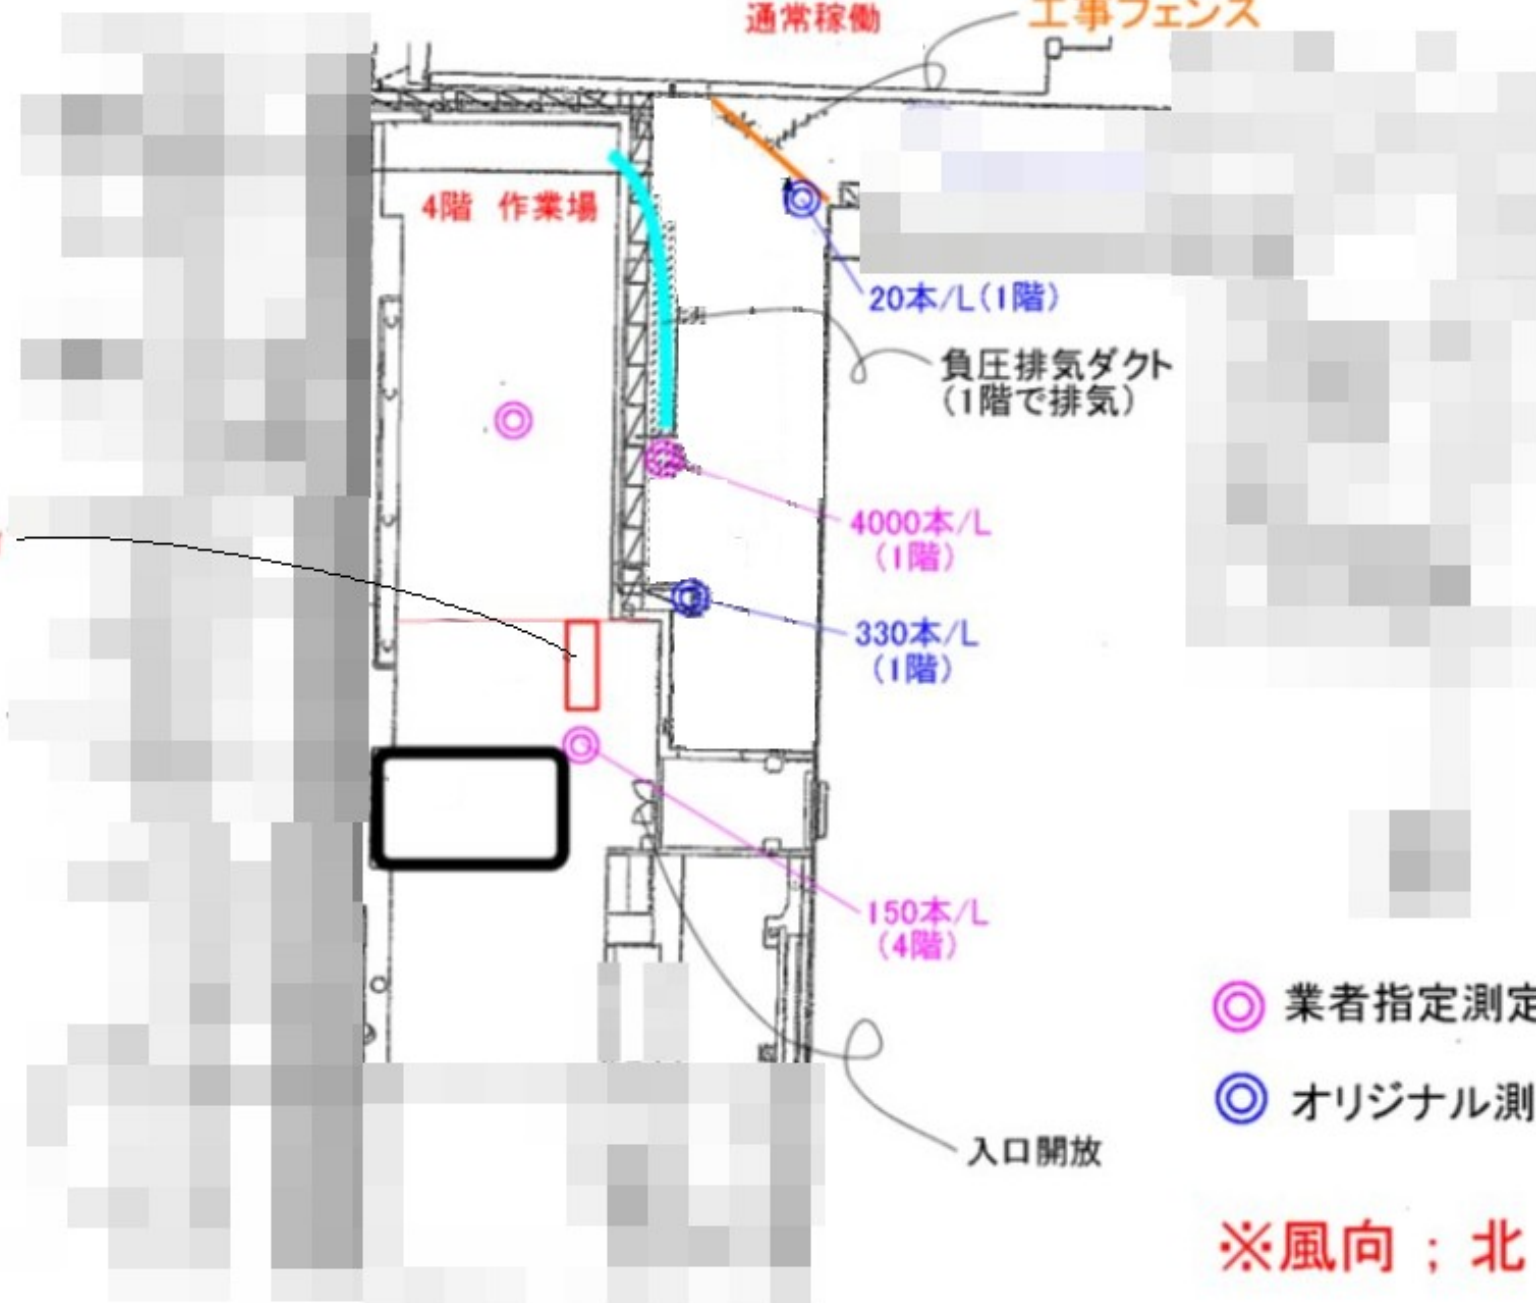 通常稼働
工事フェンス
4階 作業場
20本/L(1階)
負圧排気ダクト
(1階で排気)
4000本/L
(1階)
330本/L
(1階)
150本/L
(4階)
業者指定測定
オリジナル測
入口開放
※風向 ; 北